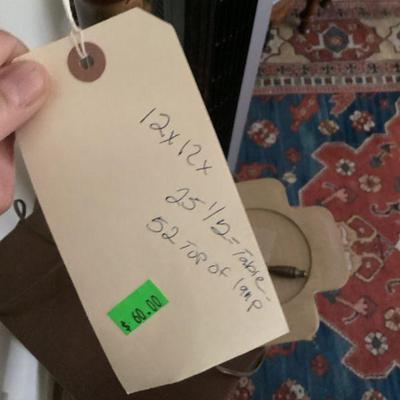 12x12x
25 1/2 = Table -
52 Top of lamp
$ 60.00